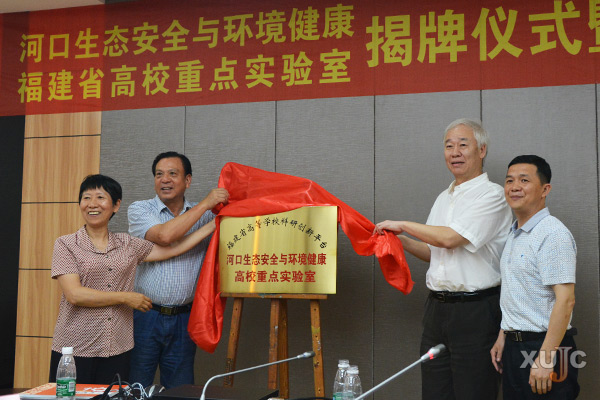 河口生态安全与环境健康
福建省高校重点实验室
揭牌仪式暨
福建省高等学校科研创新平台
河口生态安全与环境健康
高校重点实验室
XUJC